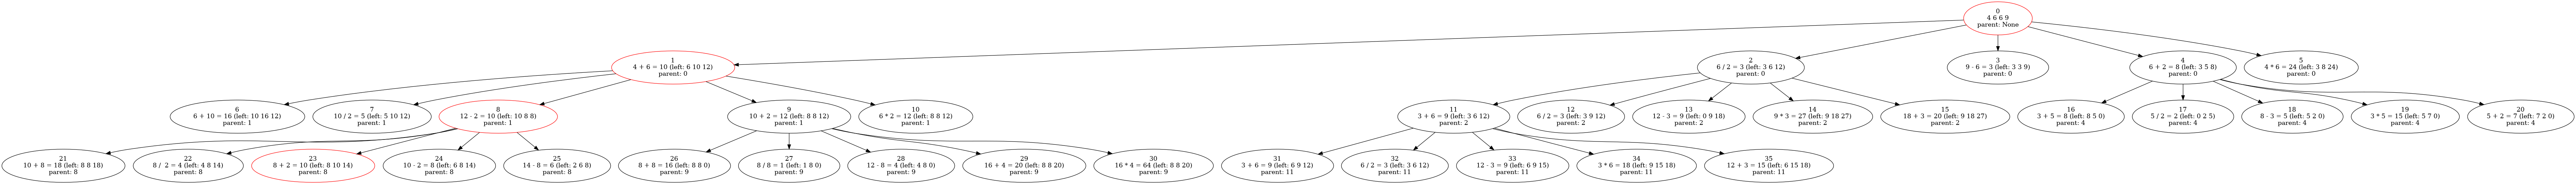 0
4 6 6 9
parent: None
1
4 + 6 = 10 (left: 6 10 12)
parent: 0
2
6 / 2 = 3 (left: 3 6 12)
parent: 0
3
9 - 6 = 3 (left: 3 3 9)
parent: 0
4
6 + 2 = 8 (left: 3 5 8)
parent: 0
5
4 * 6 = 24 (left: 3 8 24)
parent: 0
6
6 + 10 = 16 (left: 10 16 12)
parent: 1
7
10 / 2 = 5 (left: 5 10 12)
parent: 1
8
12 - 2 = 10 (left: 10 8 8)
parent: 1
9
10 + 2 = 12 (left: 8 8 12)
parent: 1
10
6 * 2 = 12 (left: 8 8 12)
parent: 1
11
3 + 6 = 9 (left: 3 6 12)
parent: 2
12
6 / 2 = 3 (left: 3 9 12)
parent: 2
13
12 - 3 = 9 (left: 0 9 18)
parent: 2
14
9 * 3 = 27 (left: 9 18 27)
parent: 2
15
18 + 3 = 20 (left: 9 18 27)
parent: 2
16
3 + 5 = 8 (left: 8 5 0)
parent: 4
17
5 / 2 = 2 (left: 0 2 5)
parent: 4
18
8 - 3 = 5 (left: 5 2 0)
parent: 4
19
3 * 5 = 15 (left: 5 7 0)
parent: 4
20
5 + 2 = 7 (left: 7 2 0)
parent: 4
21
10 + 8 = 18 (left: 8 8 18)
parent: 8
22
8 / 2 = 4 (left: 4 8 14)
parent: 8
23
8 + 2 = 10 (left: 8 10 14)
parent: 8
24
10 - 2 = 8 (left: 6 8 14)
parent: 8
25
14 - 8 = 6 (left: 2 6 8)
parent: 8
26
8 + 8 = 16 (left: 8 8 0)
parent: 9
27
8 / 8 = 1 (left: 1 8 0)
parent: 9
28
12 - 8 = 4 (left: 4 8 0)
parent: 9
29
16 + 4 = 20 (left: 8 8 20)
parent: 9
30
16 * 4 = 64 (left: 8 8 20)
parent: 9
31
3 + 6 = 9 (left: 6 9 12)
parent: 11
32
6 / 2 = 3 (left: 3 6 12)
parent: 11
33
12 - 3 = 9 (left: 6 9 15)
parent: 11
34
3 * 6 = 18 (left: 9 15 18)
parent: 11
35
12 + 3 = 15 (left: 6 15 18)
parent: 11